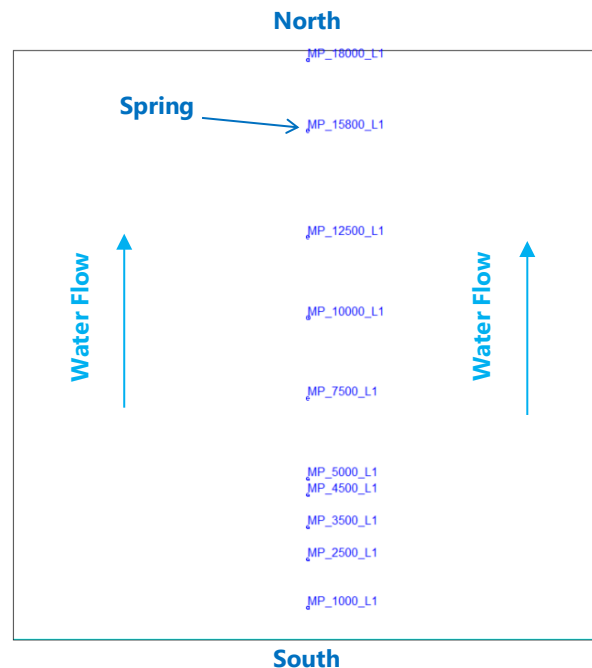 North
MP_18000_L1
Spring
MP_15800_L1
MP_12500_L1
Water Flow
Water Flow
MP_10000_L1
MP_7500_L1
MP_5000_L1
MP_4500_L1
MP_3500_L1
MP_2500_L1
MP_1000_L1
South